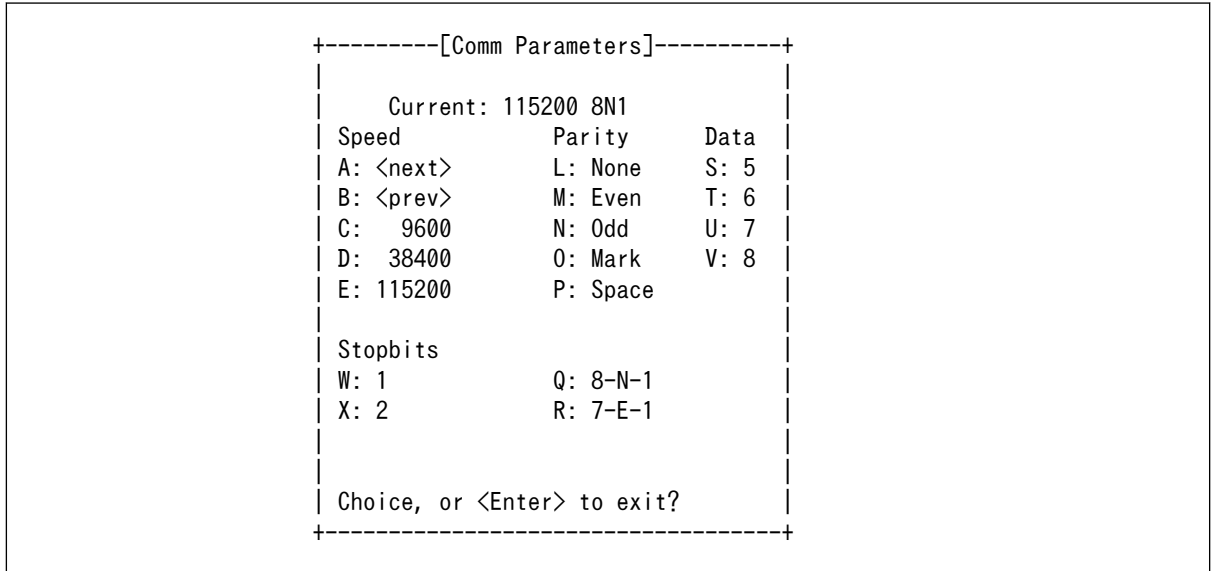 +---------[Comm Parameters]----------+
|                                    |
|     Current: 115200 8N1            |
| Speed            Parity      Data  |
| A: <next>        L: None     S: 5  |
| B: <prev>        M: Even     T: 6  |
| C:   9600        N: Odd      U: 7  |
| D:  38400        O: Mark     V: 8  |
| E: 115200        P: Space          |
|                                    |
| Stopbits                           |
| W: 1             Q: 8-N-1          |
| X: 2             R: 7-E-1          |
|                                    |
|                                    |
| Choice, or <Enter> to exit?        |
+------------------------------------+